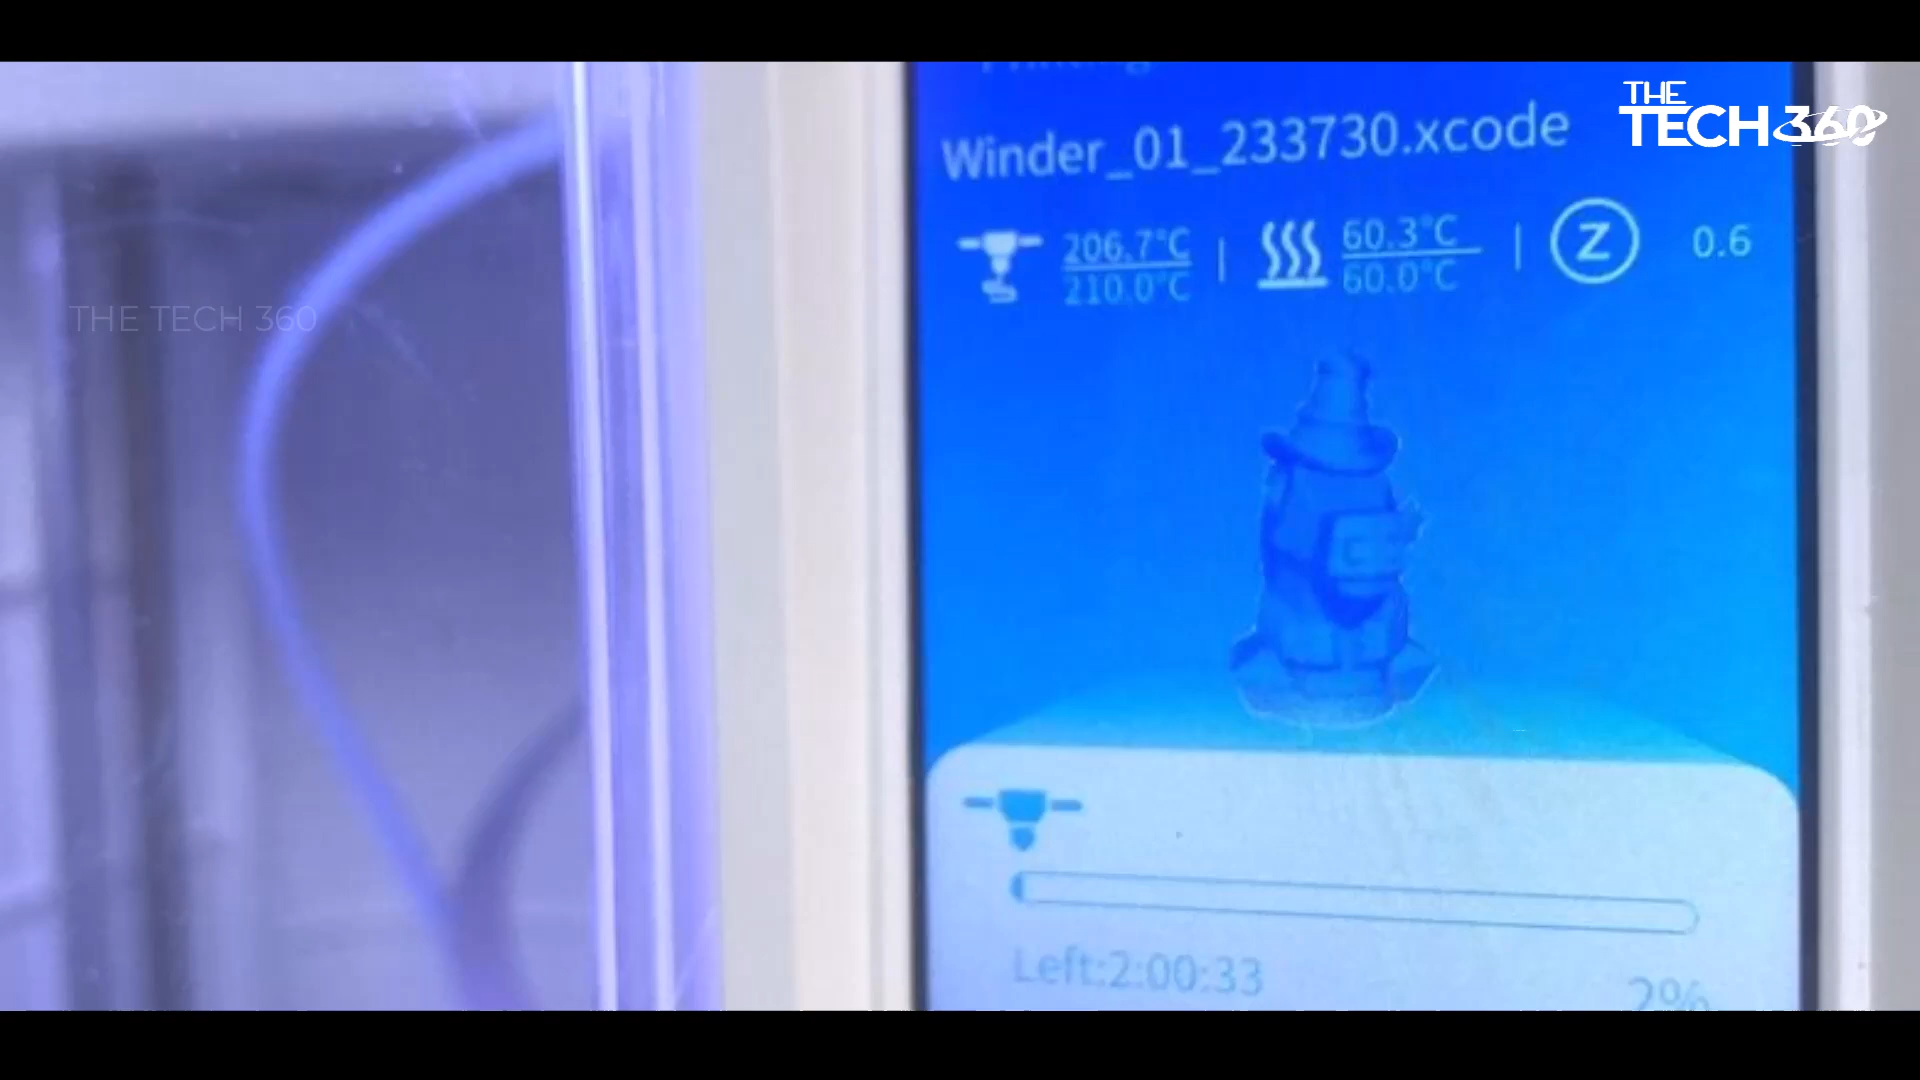 Printing
THE
TECH 360
Winder_01_233730.xcode
206.7°C
210.0°C
60.3°C
60.0°C
Z
0.6
THE TECH 360
Left:2:00:33
2%